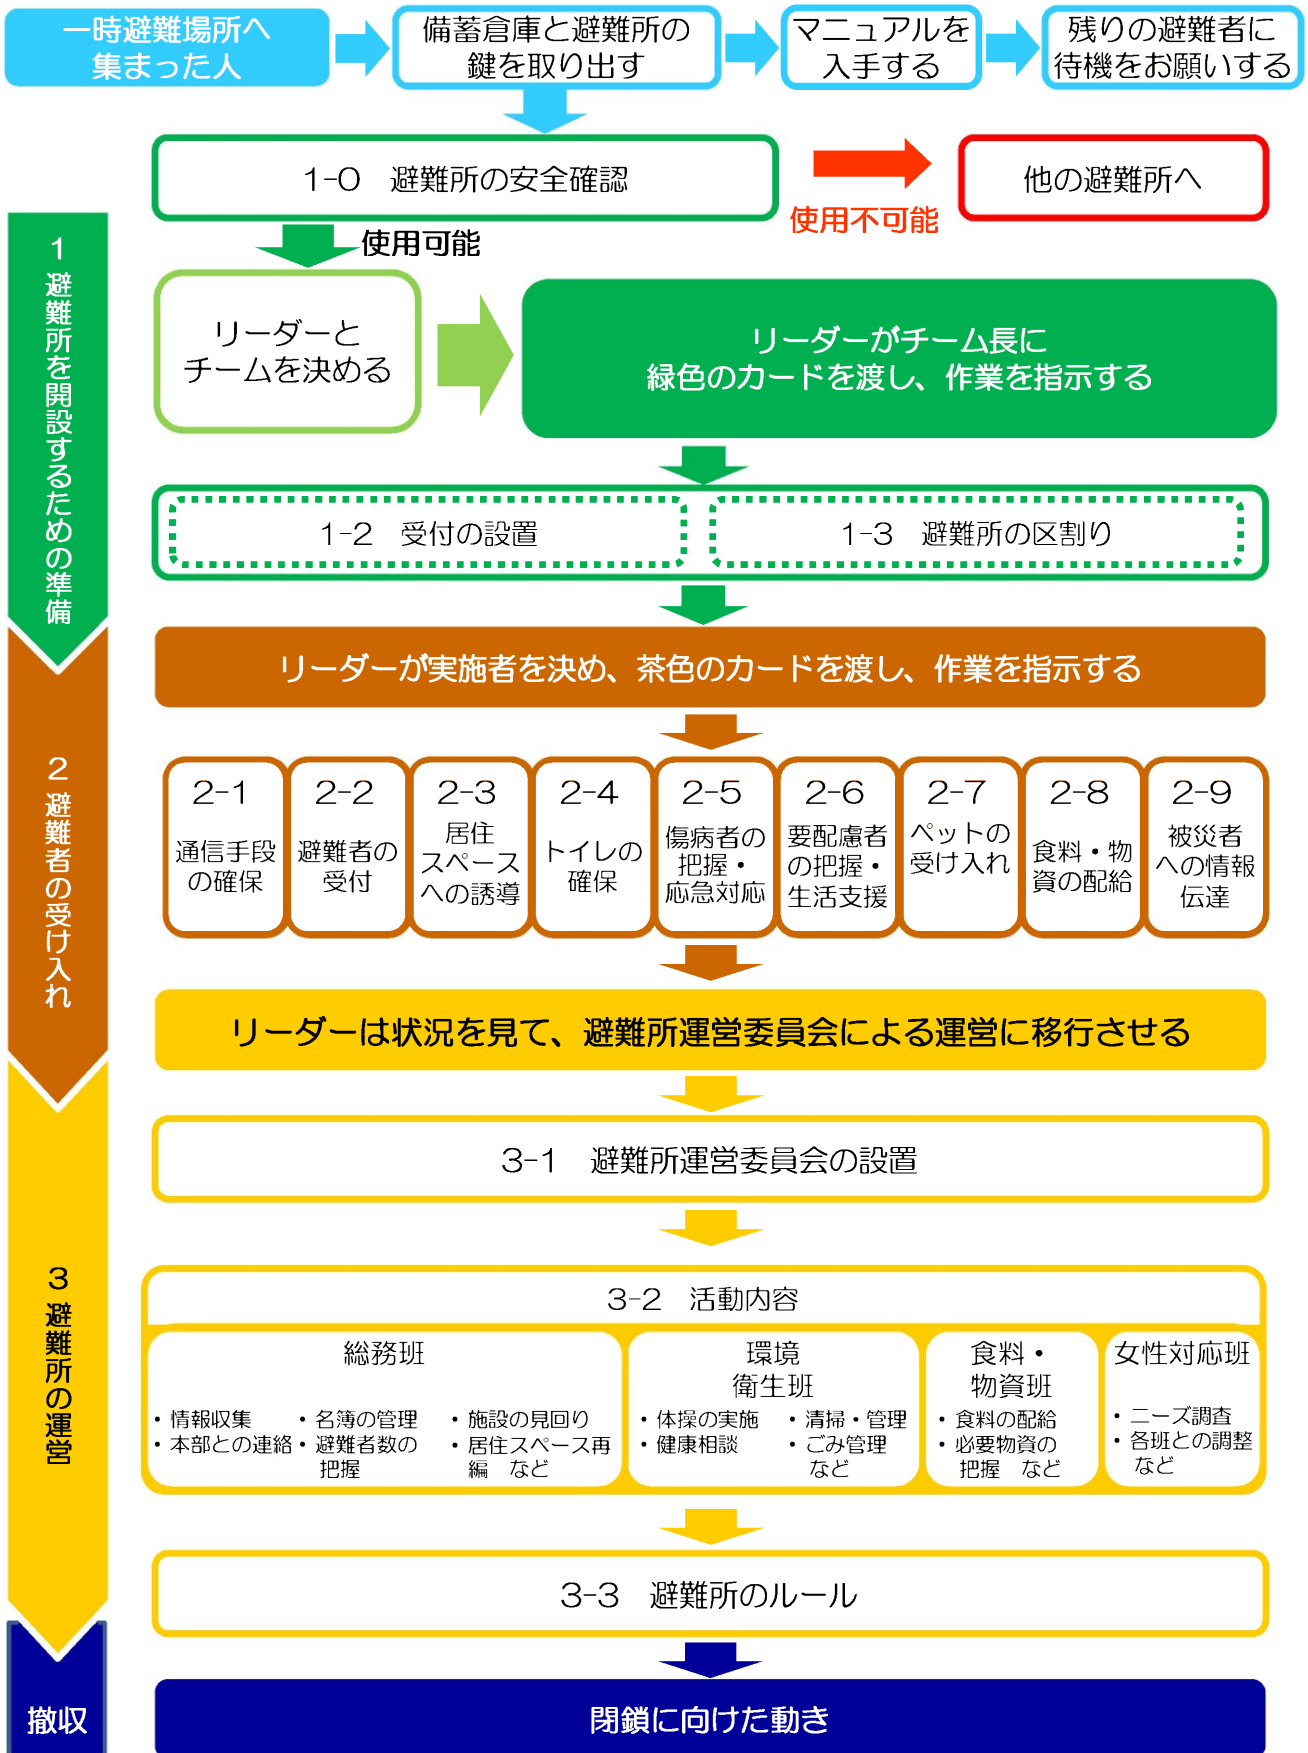 一時避難場所へ
集まった人
備蓄倉庫と避難所の
鍵を取り出す
マニュアルを
入手する
残りの避難者に
待機をお願いする
1-0　避難所の安全確認
使用不可能
他の避難所へ
使用可能
1 避難所を開設するための準備
リーダーと
チームを決める
リーダーがチーム長に
緑色のカードを渡し、作業を指示する
1-2　受付の設置
1-3　避難所の区割り
リーダーが実施者を決め、茶色のカードを渡し、作業を指示する
2 避難者の受け入れ
2-1
通信手段
の確保
2-2
避難者の
受付
2-3
居住
スペース
への誘導
2-4
トイレの
確保
2-5
傷病者の
把握・
応急対応
2-6
要配慮者
の把握・
生活支援
2-7
ペットの
受け入れ
2-8
食料・物
資の配給
2-9
被災者
への情報
伝達
リーダーは状況を見て、避難所運営委員会による運営に移行させる
3-1　避難所運営委員会の設置
3 避難所の運営
3-2　活動内容
総務班
・情報収集
・本部との連絡
・名簿の管理
・避難者数の
把握
・施設の見回り
・居住スペース再
編　など
環境
衛生班
・体操の実施
・健康相談
・清掃・管理
・ごみ管理
など
食料・
物資班
・食料の配給
・必要物資の
把握　など
女性対応班
・ニーズ調査
・各班との調整
など
3-3　避難所のルール
撤収
閉鎖に向けた動き